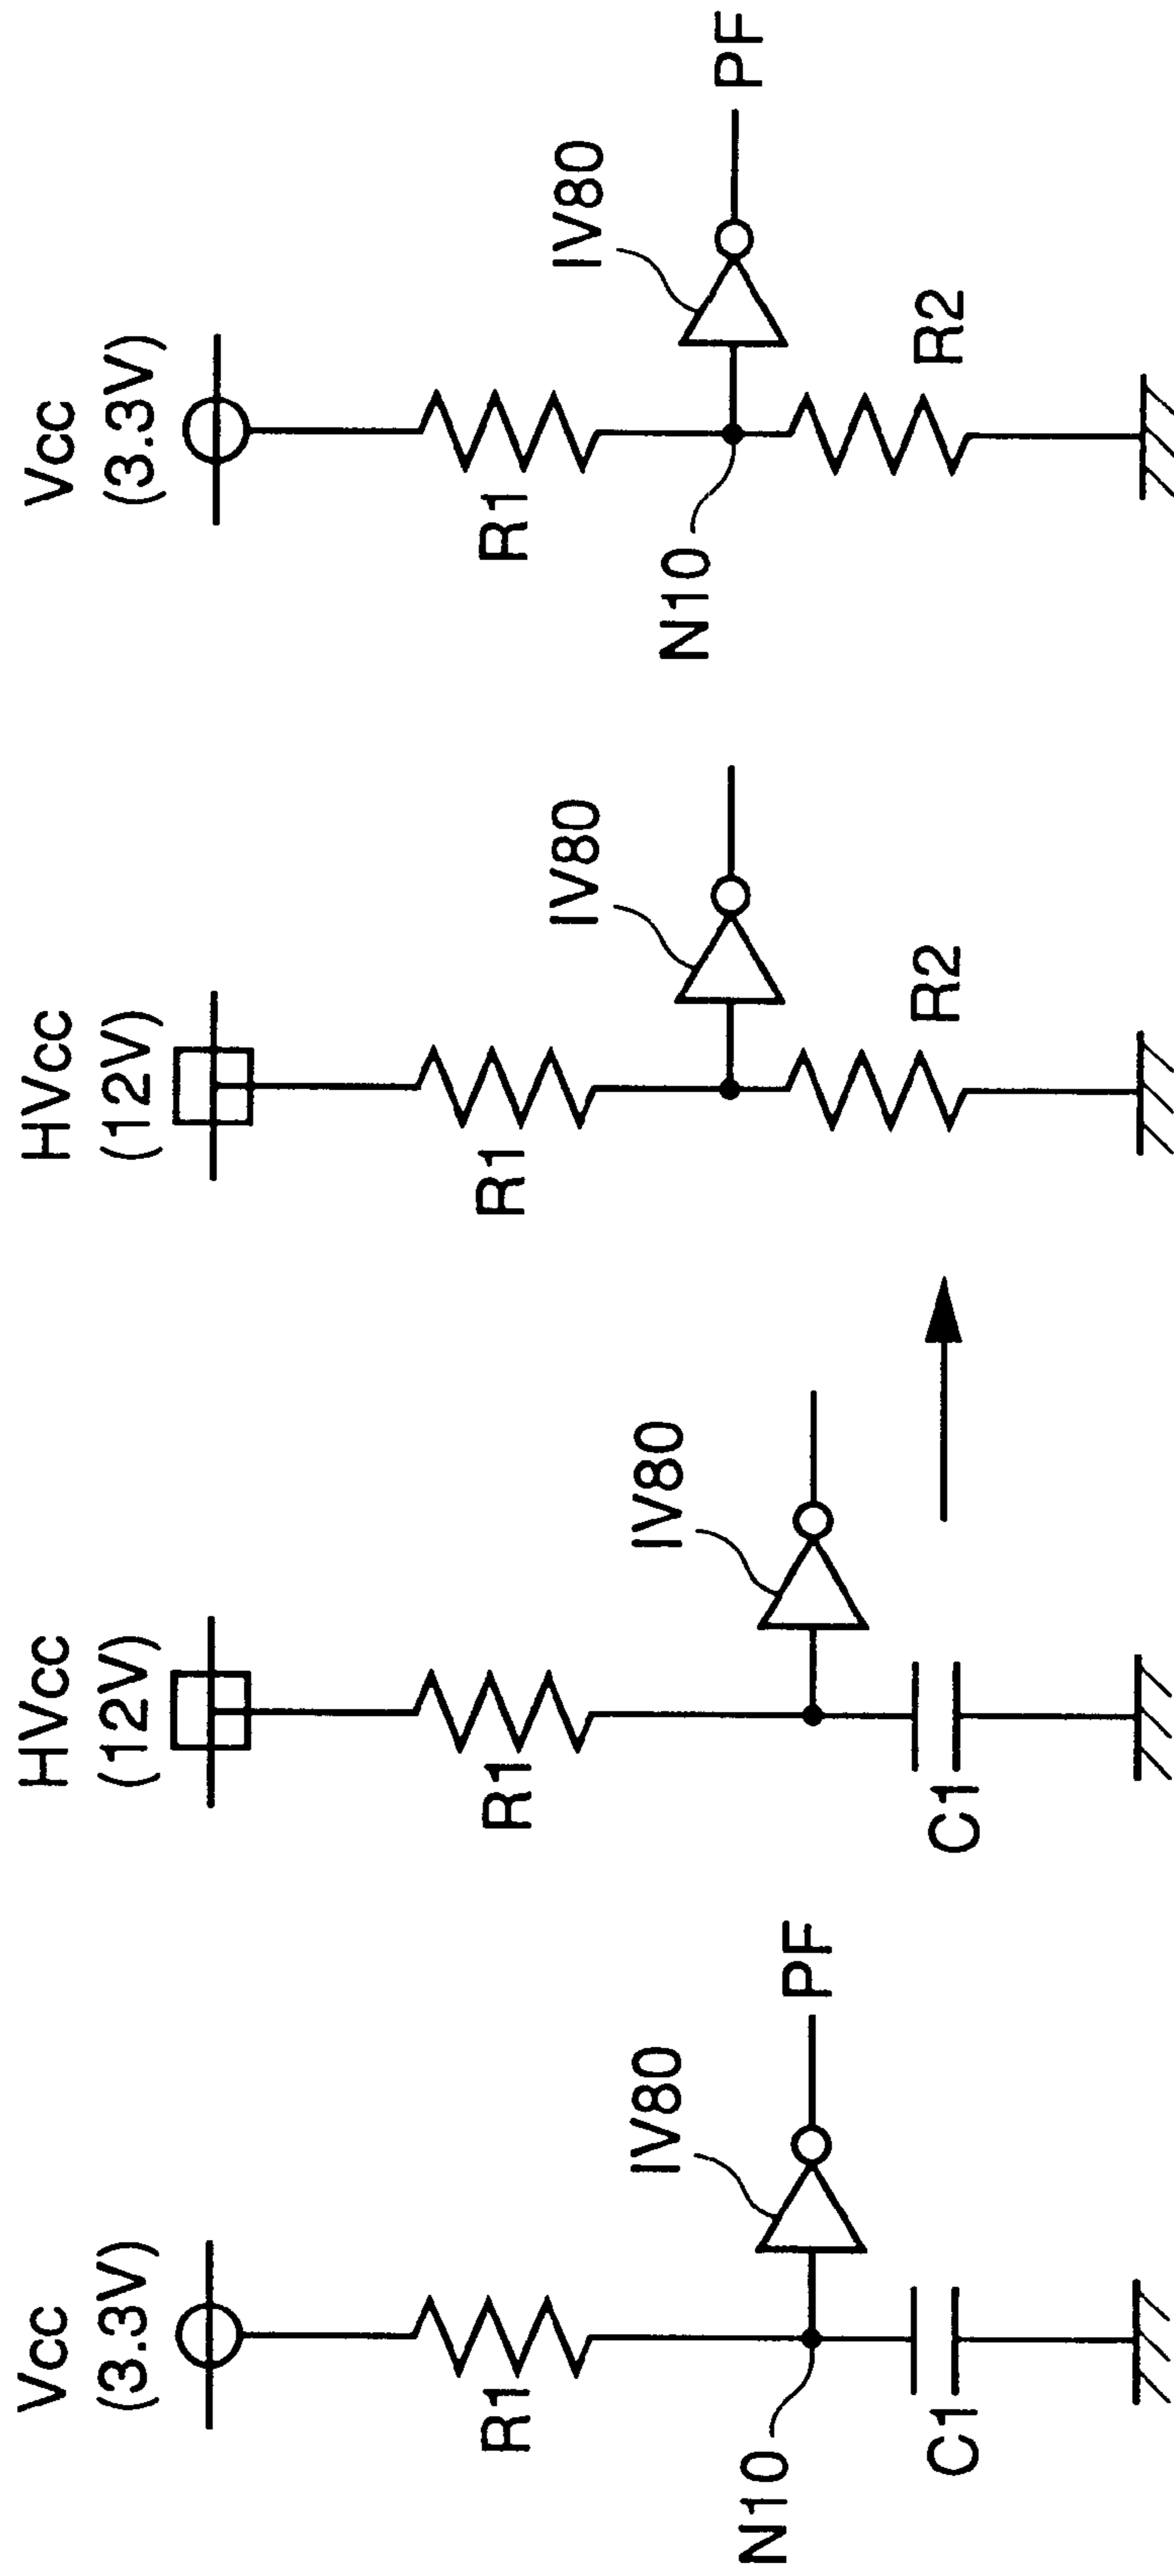 Vcc
(3.3V)
R1
IV80
PF
N10
C1
HVcc
(12V)
R1
IV80
C1
HVcc
(12V)
R1
IV80
R2
Vcc
(3.3V)
R1
IV80
PF
N10
R2